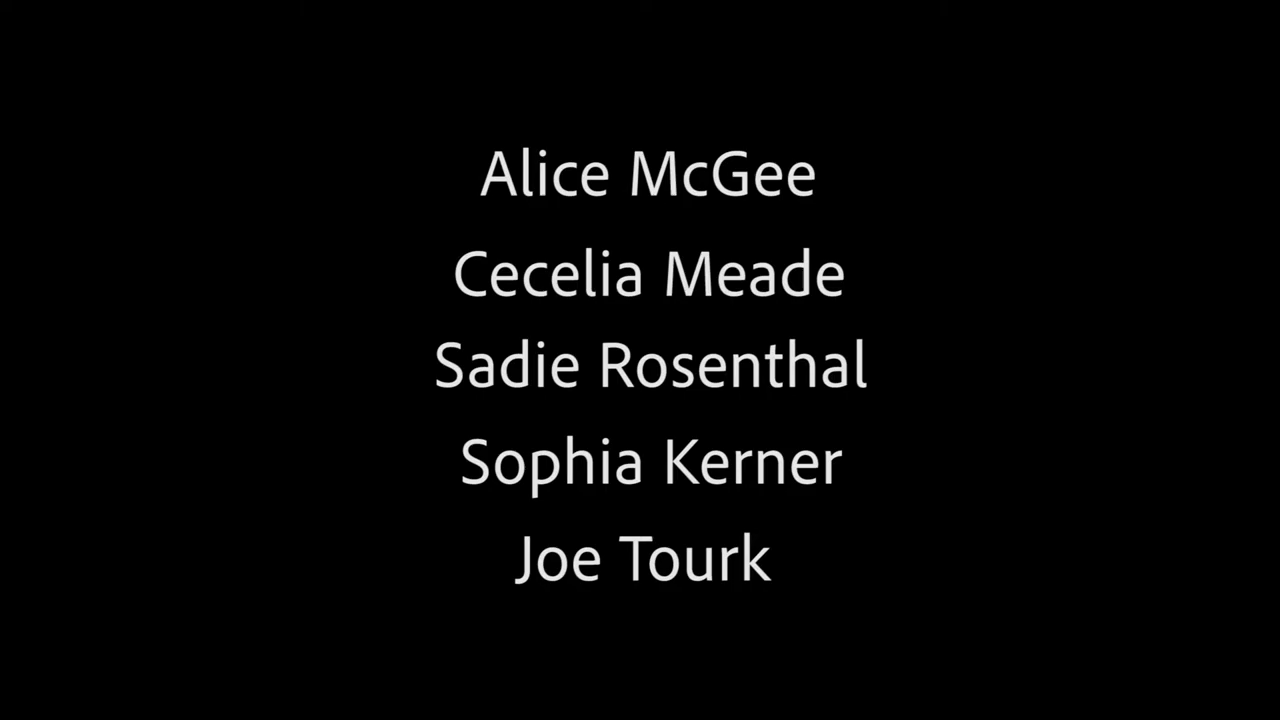 Alice McGee
Cecelia Meade
Sadie Rosenthal
Sophia Kerner
Joe Tourk